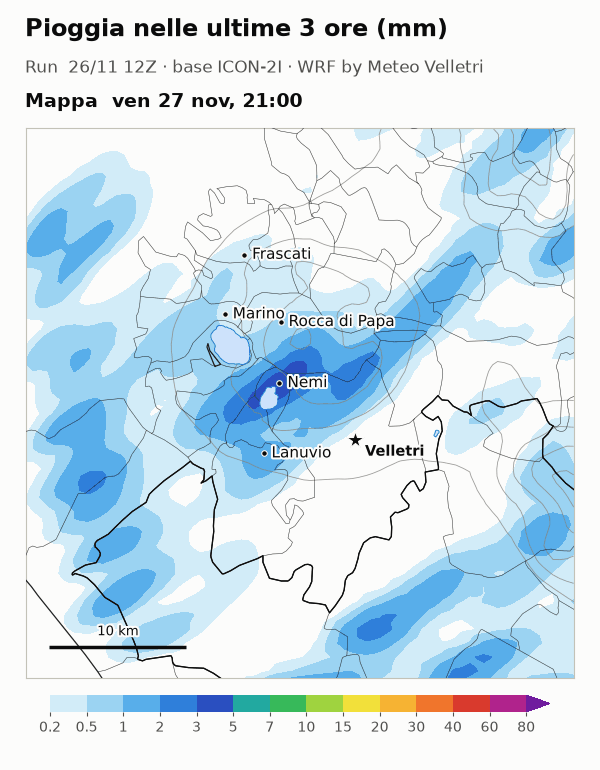 Pioggia nelle ultime 3 ore (mm)
Run 26/11 12Z · base ICON-2I · WRF by Meteo Velletri
Mappa ven 27 nov, 21:00
Frascati
Marino
Rocca di Papa
Nemi
Velletri
Lanuvio
10 km
0.2 0.5 1 2 3 5 7 10 15 20 30 40 60 80